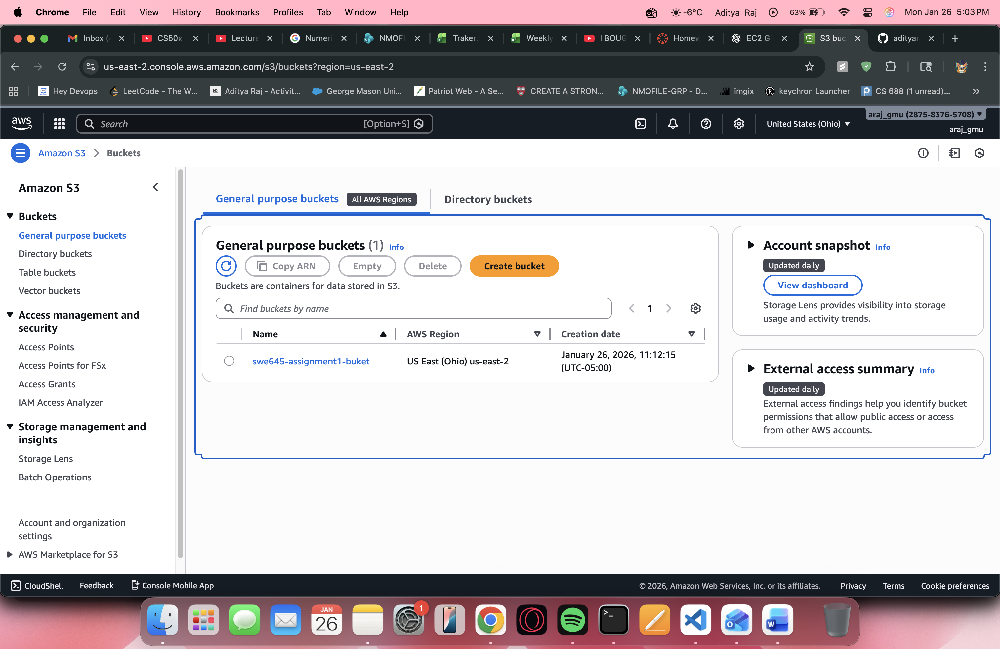 Chrome File Edit View History Bookmarks Profiles Tab Window Help -6°C Aditya Raj 63% Mon Jan 26 5:03 PM
Inbox ( CS50x Lecture Numeri NMOFI Traker. Weekly I BOUG Homew EC2 Gi S3 buc adityar
us-east-2.console.aws.amazon.com/s3/buckets?region=us-east-2
Hey Devops LeetCode - The W... KR Aditya Raj - Activit... George Mason Uni... Patriot Web - A Se... CREATE A STRON... NMOFILE-GRP - D... imgix keychron Launcher CS 688 (1 unread)...
aws Search [Option+S] United States (Ohio) araj_gmu (2875-8376-5708)
araj_gmu
Amazon S3 Buckets
Amazon S3
Buckets
General purpose buckets
Directory buckets
Table buckets
Vector buckets
Access management and
security
Access Points
Access Points for FSx
Access Grants
IAM Access Analyzer
Storage management and
insights
Storage Lens
Batch Operations
Account and organization
settings
AWS Marketplace for S3
General purpose buckets All AWS Regions Directory buckets
General purpose buckets (1) Info
Copy ARN Empty Delete Create bucket
Buckets are containers for data stored in S3.
Find buckets by name 1
Name AWS Region Creation date
swe645-assignment1-buket US East (Ohio) us-east-2 January 26, 2026, 11:12:15
(UTC-05:00)
Account snapshot Info
Updated daily
View dashboard
Storage Lens provides visibility into storage
usage and activity trends.
External access summary Info
Updated daily
External access findings help you identify bucket
permissions that allow public access or access
from other AWS accounts.
CloudShell Feedback Console Mobile App © 2026, Amazon Web Services, Inc. or its affiliates. Privacy Terms Cookie preferences
JAN
26
1